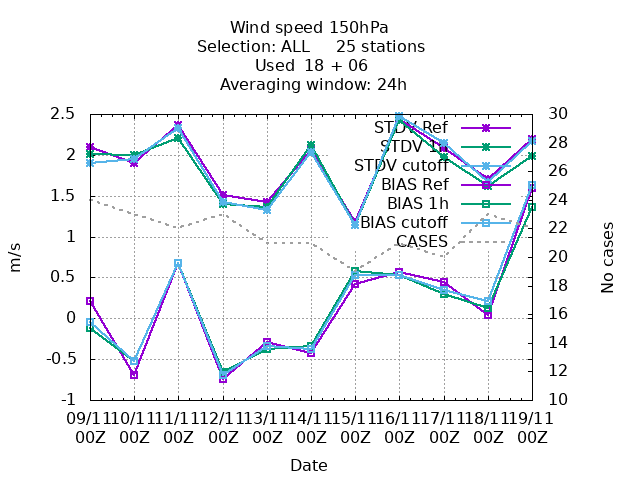 Wind speed 150hPa
Selection: ALL     25 stations
Used  18 + 06
Averaging window: 24h
2.5
2
1.5
1
0.5
0
-0.5
-1
m/s
30
28
26
24
22
20
18
16
14
12
10
No cases
STDV Ref
STDV 1h
STDV cutoff
BIAS Ref
BIAS 1h
BIAS cutoff
CASES
09/11 10/11 11/11 12/11 13/11 14/11 15/11 16/11 17/11 18/11 19/11
00Z 00Z 00Z 00Z 00Z 00Z 00Z 00Z 00Z 00Z 00Z
Date